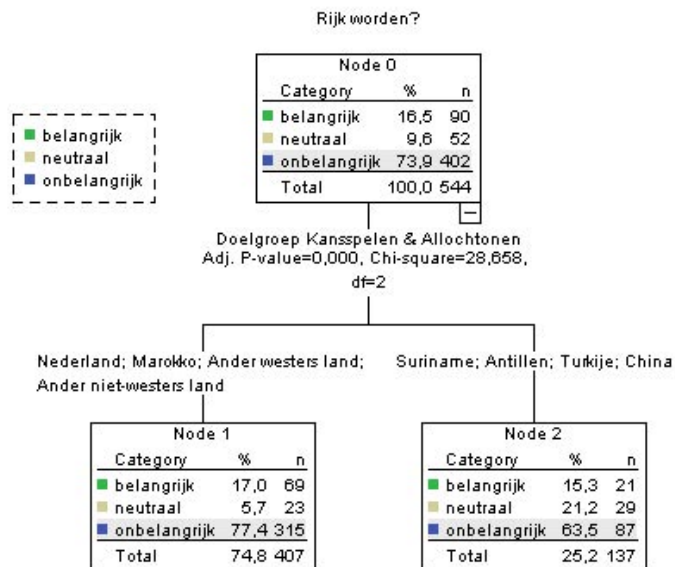 Rijk worden?
belangrijk
neutraal
onbelangrijk
Node 0
Category % n
belangrijk 16,5 90
neutraal 9,6 52
onbelangrijk 73,9 402
Total 100,0 544
Doelgroep Kansspelen & Allochtonen
Adj. P-value=0,000, Chi-square=28,658,
df=2
Nederland; Marokko; Ander westers land;
Ander niet-westers land
Suriname; Antillen; Turkije; China
Node 1
Category % n
belangrijk 17,0 69
neutraal 5,7 23
onbelangrijk 77,4 315
Total 74,8 407
Node 2
Category % n
belangrijk 15,3 21
neutraal 21,2 29
onbelangrijk 63,5 87
Total 25,2 137